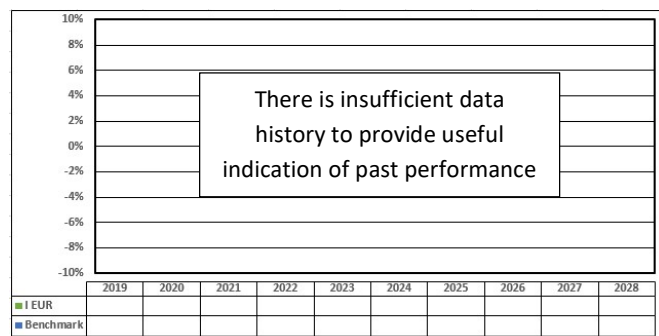 10%
8%
6%
4%
2%
0%
-2%
-4%
-6%
-8%
-10%
There is insufficient data
history to provide useful
indication of past performance
2019 2020 2021 2022 2023 2024 2025 2026 2027 2028
I EUR
Benchmark